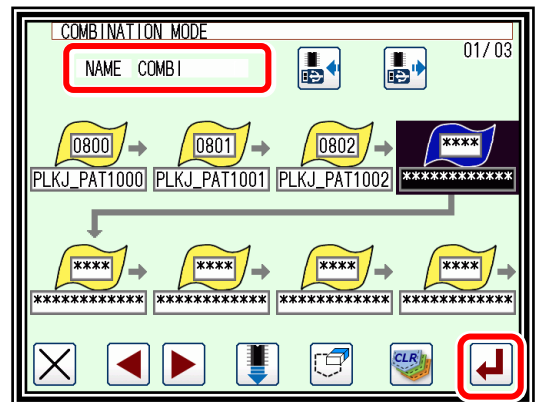 COMBINATION MODE
NAME COMBI
01/03
0800 0801 0802 ****
PLKJ_PAT1000 PLKJ_PAT1001 PLKJ_PAT1002 ************
**** **** **** ****
************ ************ ************ ************
CLR